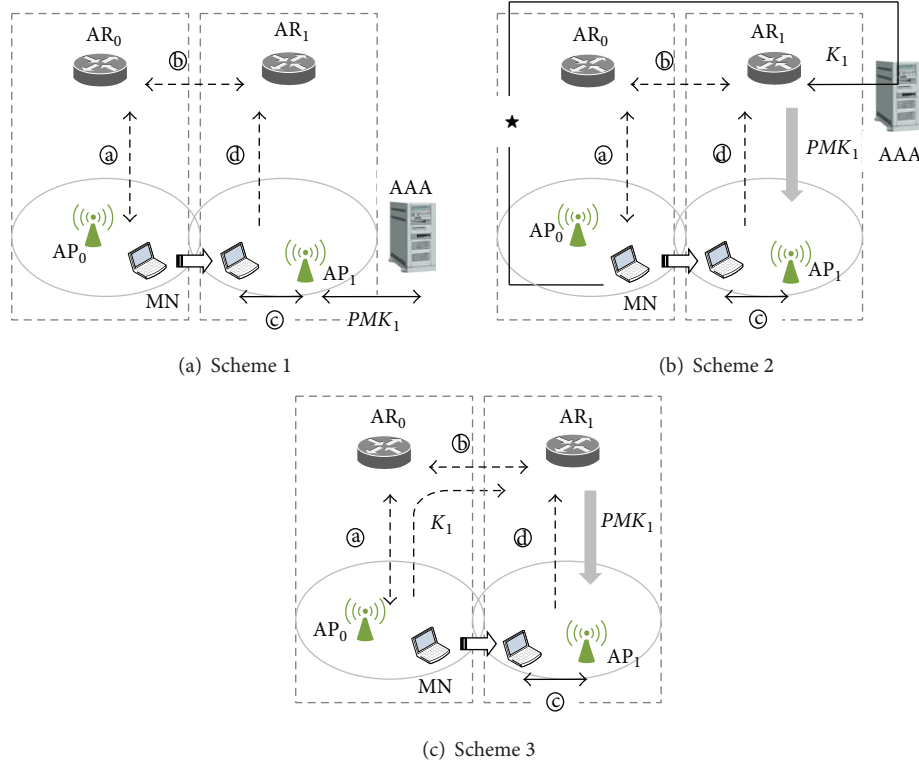 AR0
AR1
ⓑ
ⓐ
ⓓ
AAA
AP0
MN
AP1
ⓒ
PMK1
(a) Scheme 1
AR0
AR1
ⓑ
K1
★
ⓐ
ⓓ
PMK1
AAA
AP0
MN
AP1
ⓒ
(b) Scheme 2
AR0
AR1
ⓑ
K1
PMK1
ⓐ
ⓓ
AP0
MN
AP1
ⓒ
(c) Scheme 3